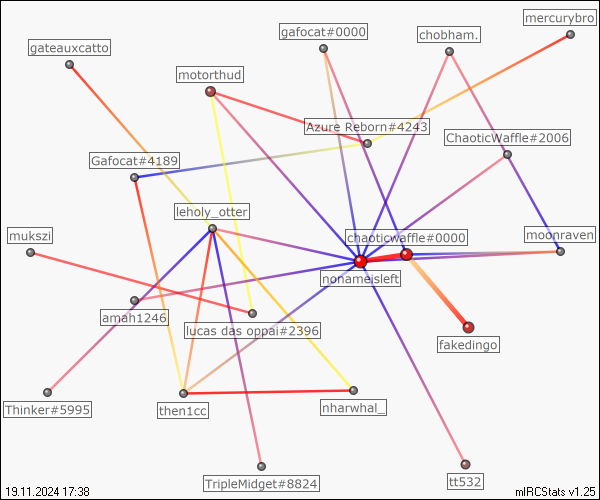 mercurybro
gafocat#0000
chobham.
gateauxcatto
motorthud
Azure Reborn#4243
ChaoticWaffle#2006
Gafocat#4189
leholy_otter
mukszi
chaoticwaffle#0000
moonraven
nonameisleft
amah1246
lucas das oppai#2396
fakedingo
Thinker#5995
then1cc
nharwhal_
TripleMidget#8824
tt532
19.11.2024 17:38
mIRCStats v1.25